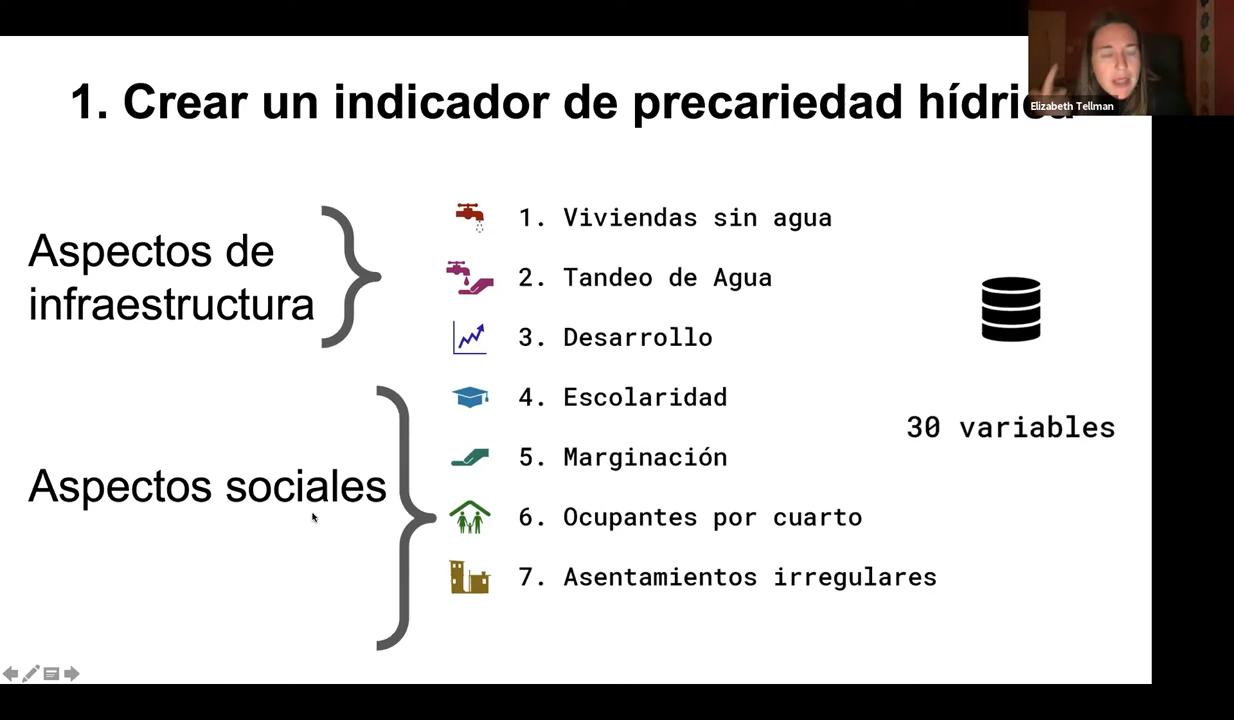 1. Crear un indicador de precariedad hídrica
Elizabeth Tellman
Aspectos de
infraestructura
1. Viviendas sin agua
2. Tandeo de Agua
3. Desarrollo
4. Escolaridad
5. Marginación
6. Ocupantes por cuarto
7. Asentamientos irregulares
Aspectos sociales
30 variables